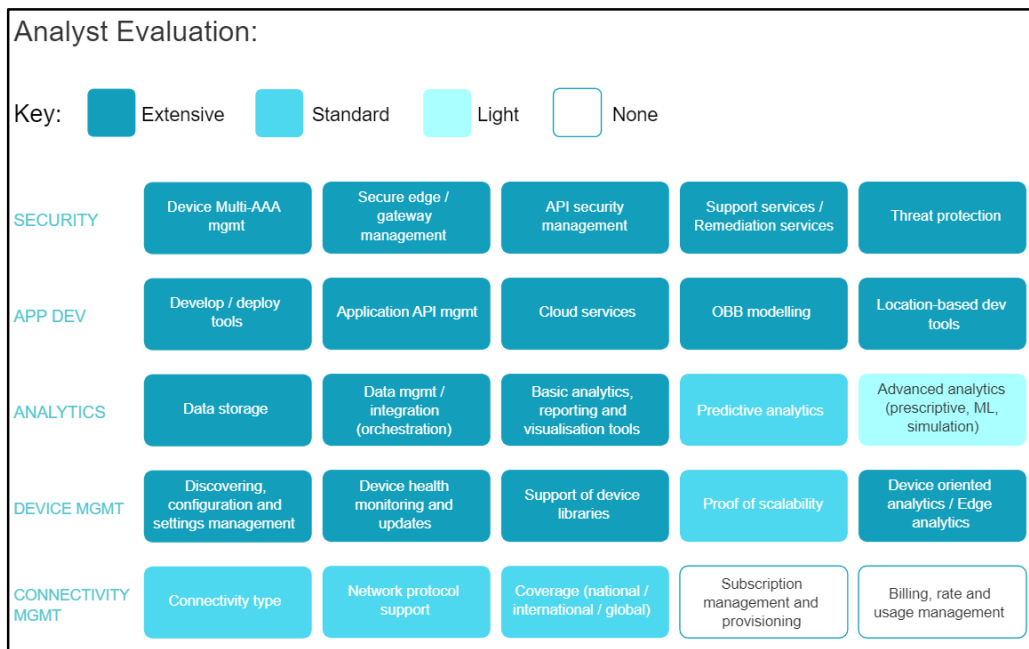 Analyst Evaluation:
Key: Extensive Standard Light None
SECURITY
Device Multi-AAA
mgmt
Secure edge /
gateway
management
API security
management
Support services /
Remediation services
Threat protection
APP DEV
Develop / deploy
tools
Application API mgmt
Cloud services
OBB modelling
Location-based dev
tools
ANALYTICS
Data storage
Data mgmt /
integration
(orchestration)
Basic analytics,
reporting and
visualisation tools
Predictive analytics
Advanced analytics
(prescriptive, ML,
simulation)
DEVICE MGMT
Discovering,
configuration and
settings management
Device health
monitoring and
updates
Support of device
libraries
Proof of scalability
Device oriented
analytics / Edge
analytics
CONNECTIVITY
MGMT
Connectivity type
Network protocol
support
Coverage (national /
international / global)
Subscription
management and
provisioning
Billing, rate and
usage management